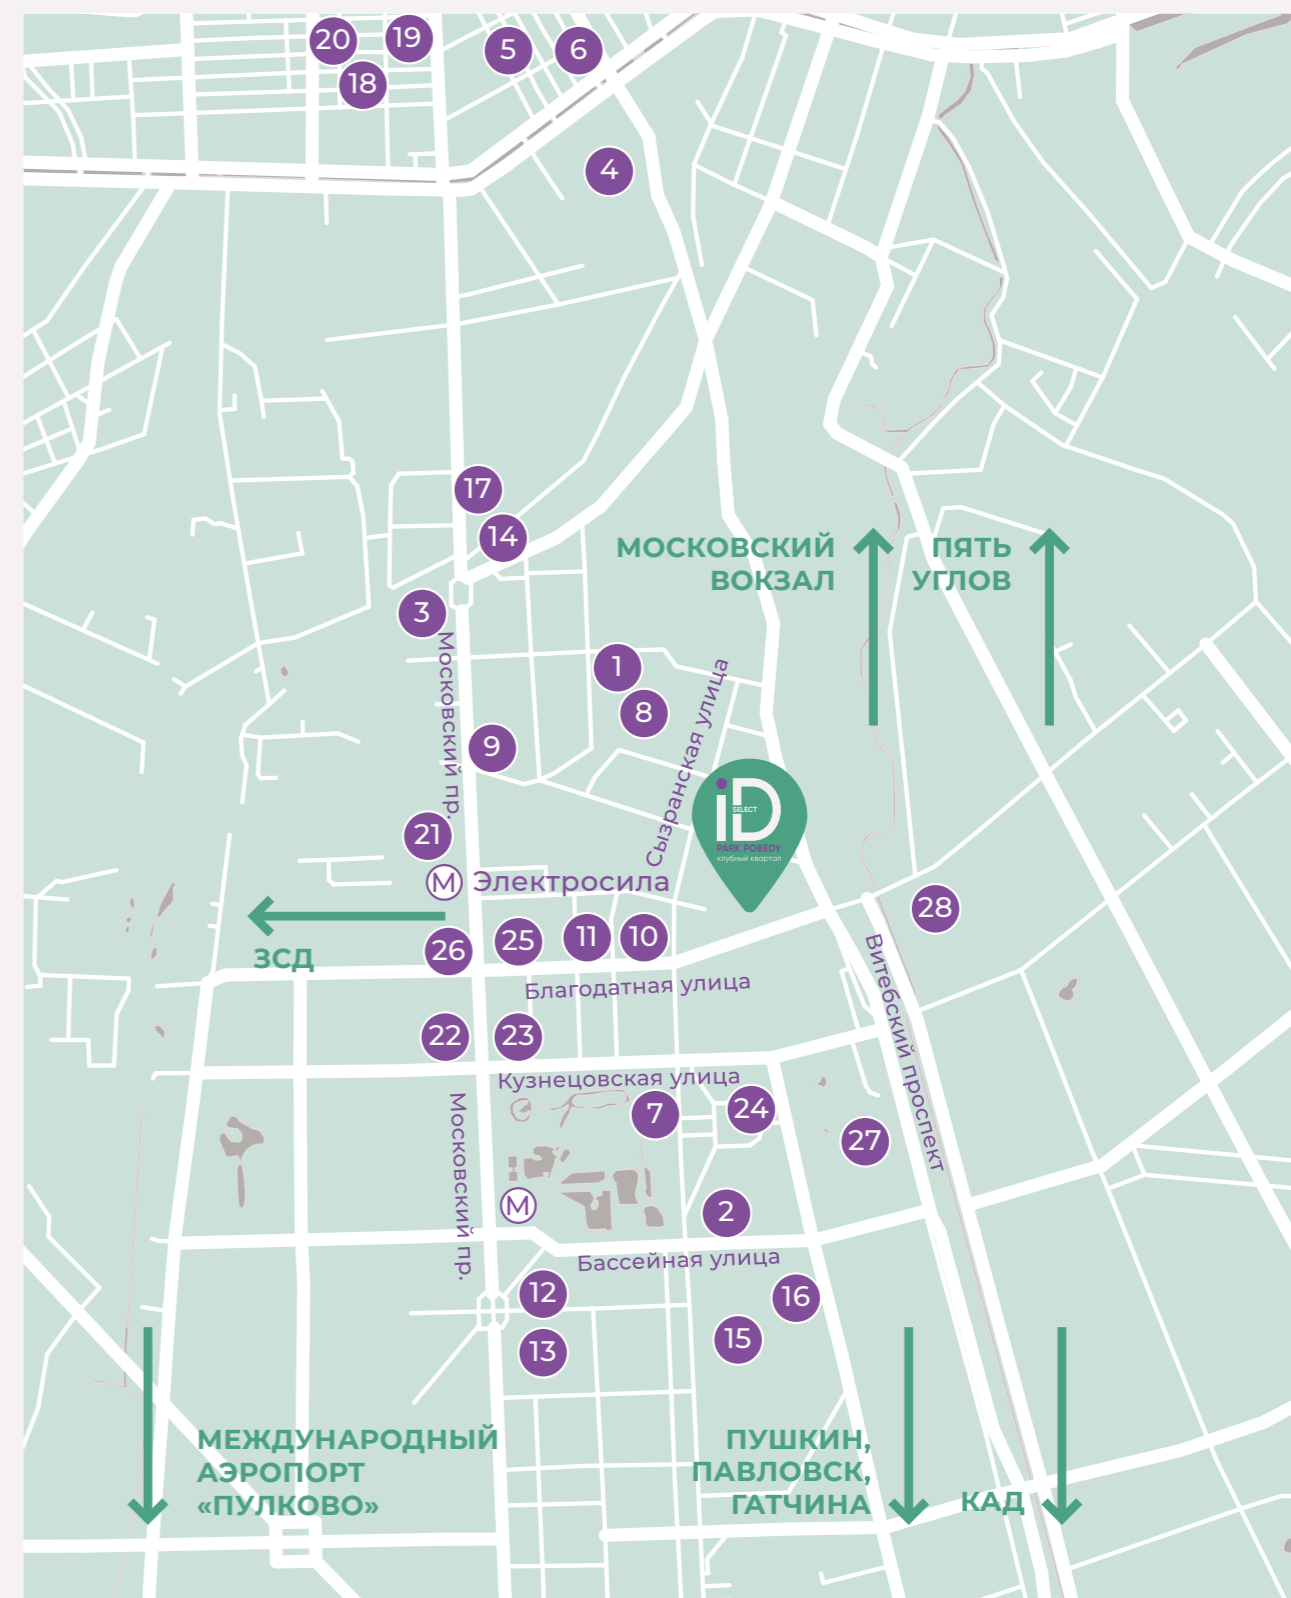 20
19
5
6
18
4
17
14
МОСКОВСКИЙ
ВОКЗАЛ
ПЯТЬ
УГЛОВ
3
Московский пр.
1
8
Сызранская улица
9
iD
SELECT
PARK POBEDY
клубный квартал
21
М
Электросила
ЗСД
26
25
11
10
28
Благодатная улица
Витебский проспект
22
23
Кузнецовская улица
Московский пр.
7
24
27
М
2
Бассейная улица
12
16
13
15
МЕЖДУНАРОДНЫЙ
АЭРОПОРТ
«ПУЛКОВО»
ПУШКИН,
ПАВЛОВСК,
ГАТЧИНА
КАД